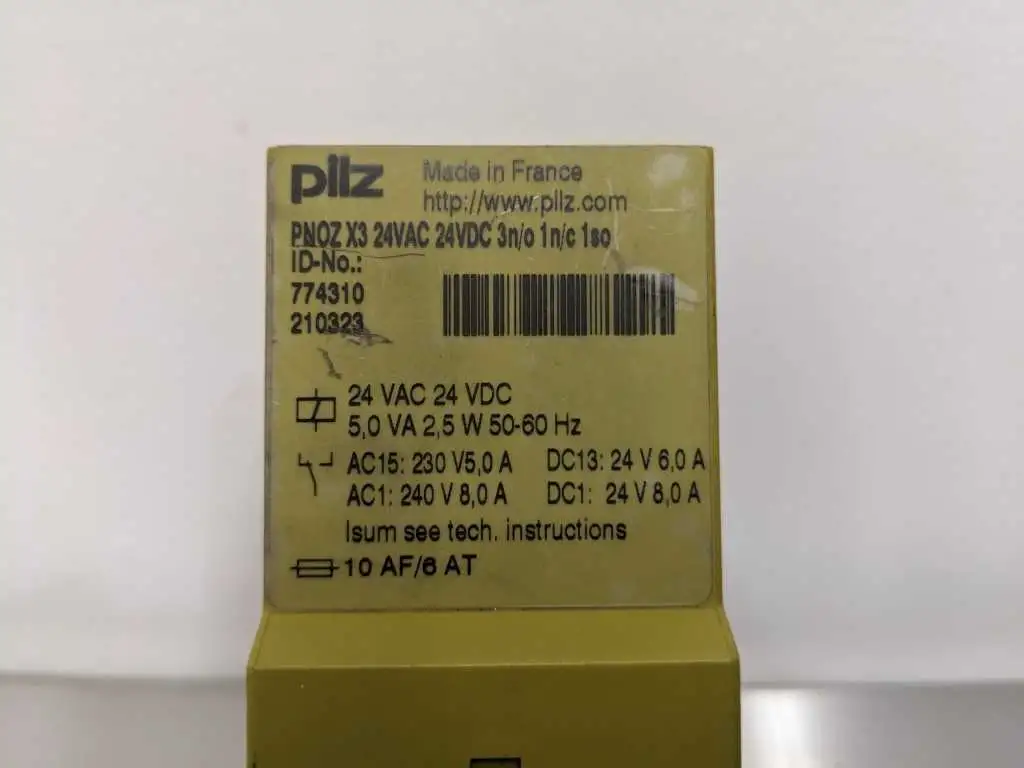 pilz
Made in France
http://www.pilz.com
PNOZ X3 24VAC 24VDC 3n/o 1n/c 1so
ID-No.:
774310
210323
24 VAC 24 VDC
5,0 VA 2,5 W 50-60 Hz
AC15: 230 V5,0 A DC13: 24 V 6,0 A
AC1: 240 V 8,0 A DC1: 24 V 8,0 A
Isum see tech. instructions
10 AF/6 AT